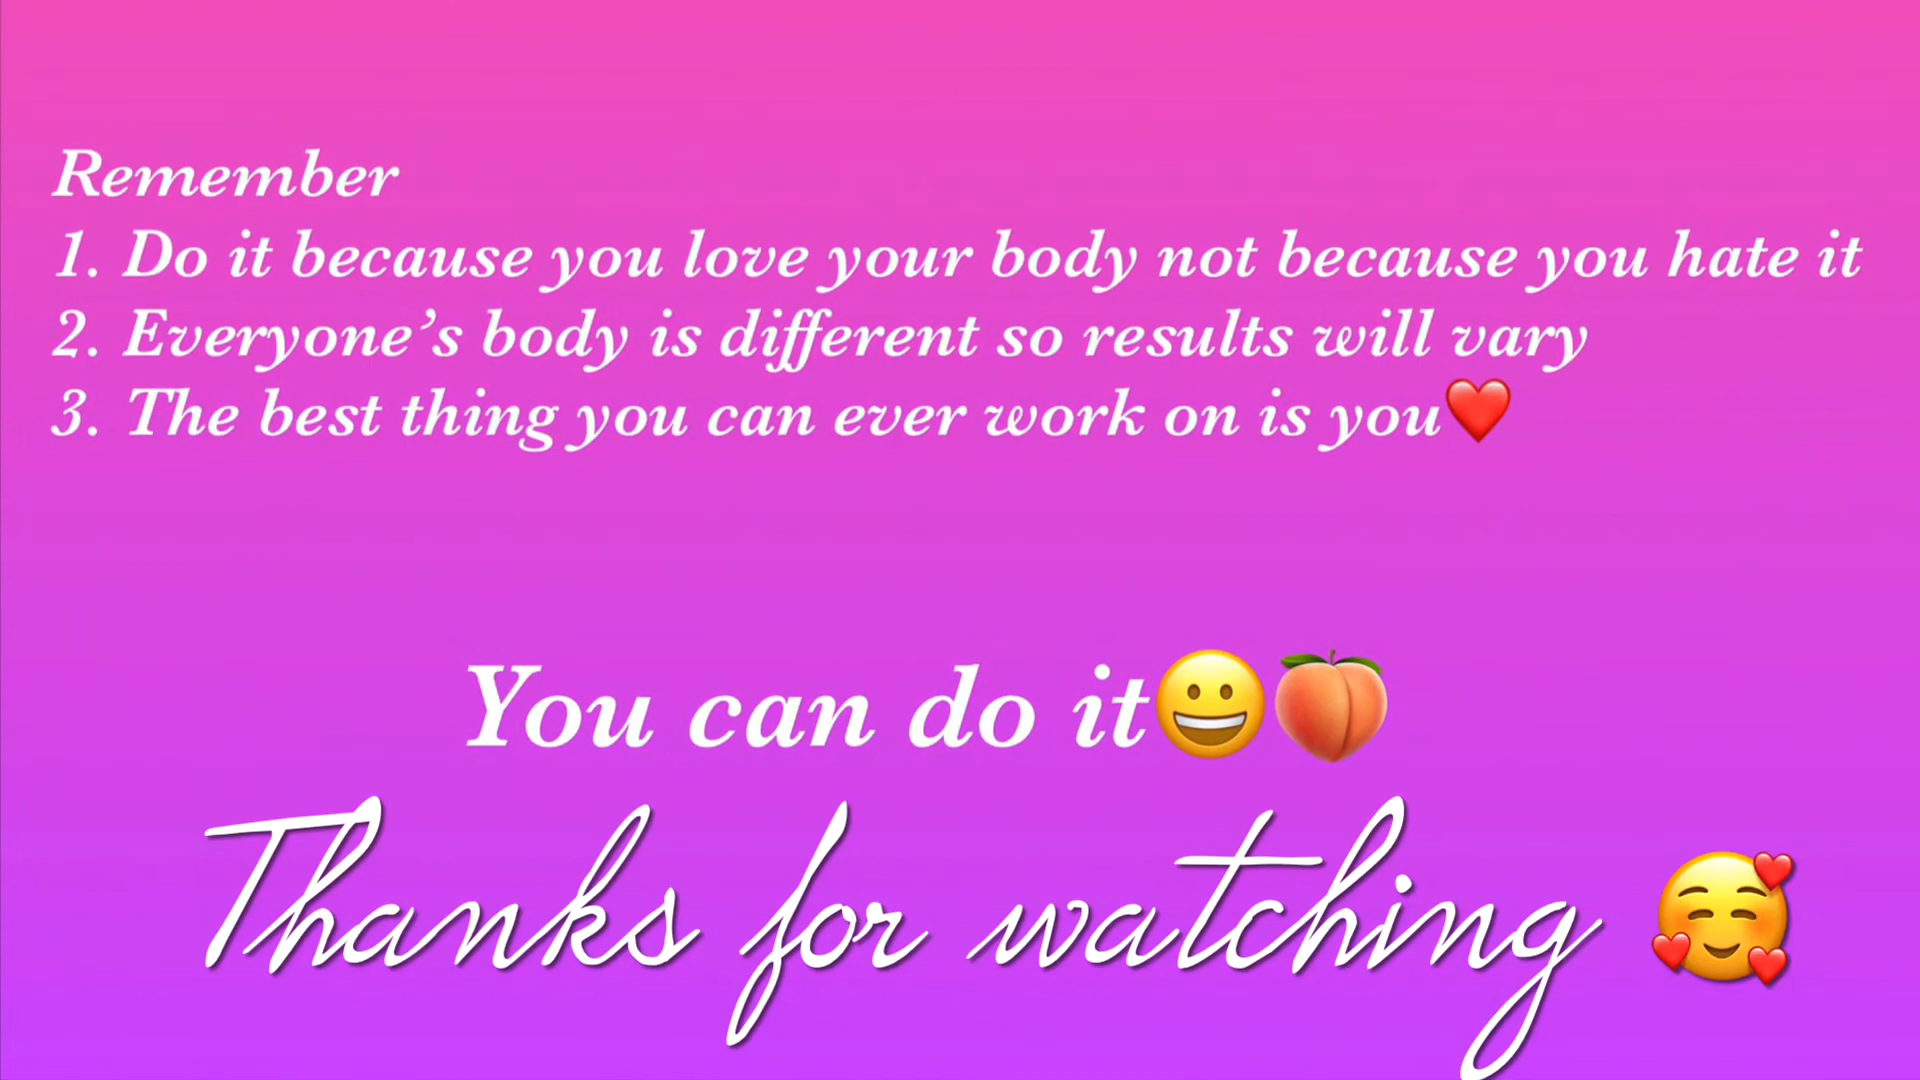 Remember
1. Do it because you love your body not because you hate it
2. Everyone’s body is different so results will vary
3. The best thing you can ever work on is you❤️
You can do it😀🍑
Thanks for watching 🥰